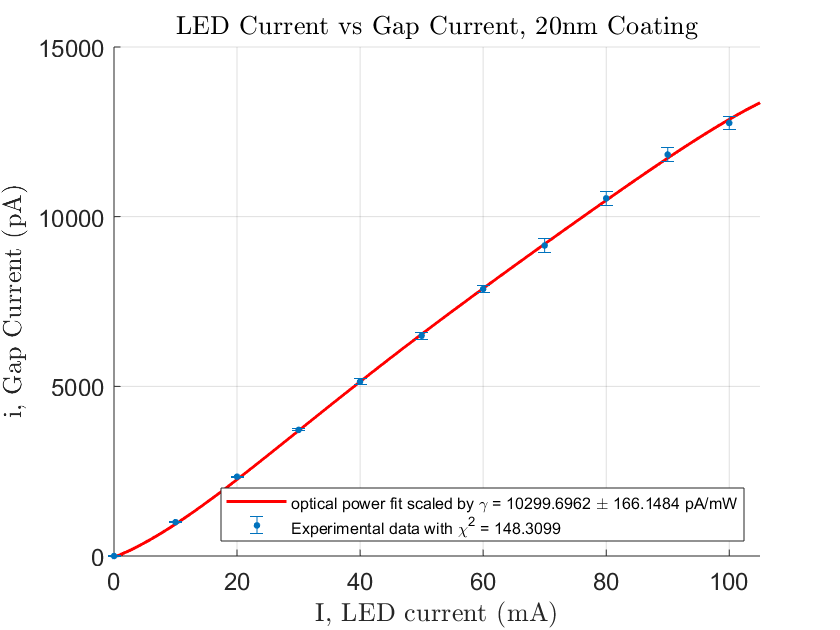 LED Current vs Gap Current, 20nm Coating
15000
10000
5000
0
i, Gap Current (pA)
optical power fit scaled by γ = 10299.6962 ± 166.1484 pA/mW
Experimental data with χ² = 148.3099
0 20 40 60 80 100
I, LED current (mA)